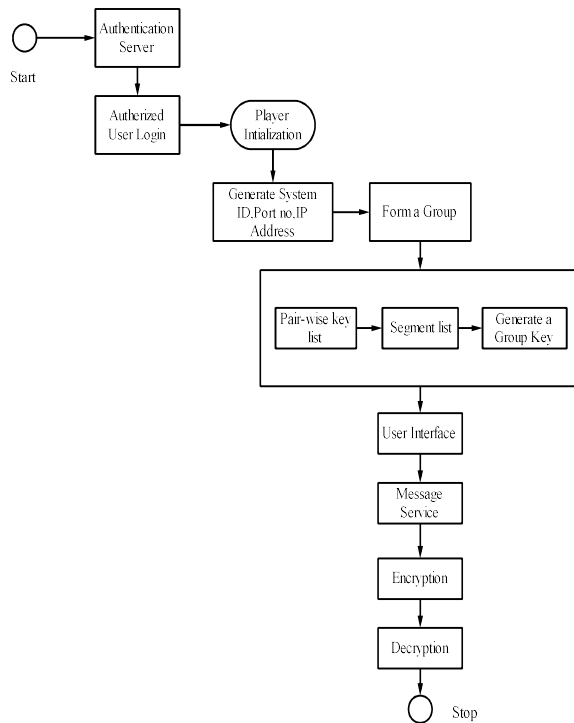 Authentication
Server
Start
Autherized
User Login
Player
Intialization
Generate System
ID,Port no,IP
Address
Form a Group
Pair-wise key
list
Segment list
Generate a
Group Key
User Interface
Message
Service
Encryption
Decryption
Stop